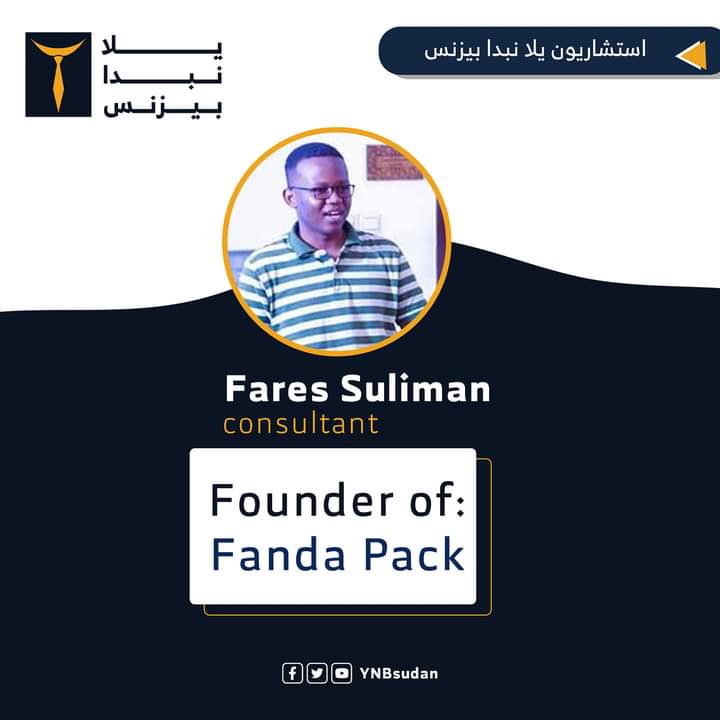 يلا
نبدا
بيزنس
استشاريون يلا نبدا بيزنس
Fares Suliman
consultant
Founder of:
Fanda Pack
YNBsudan